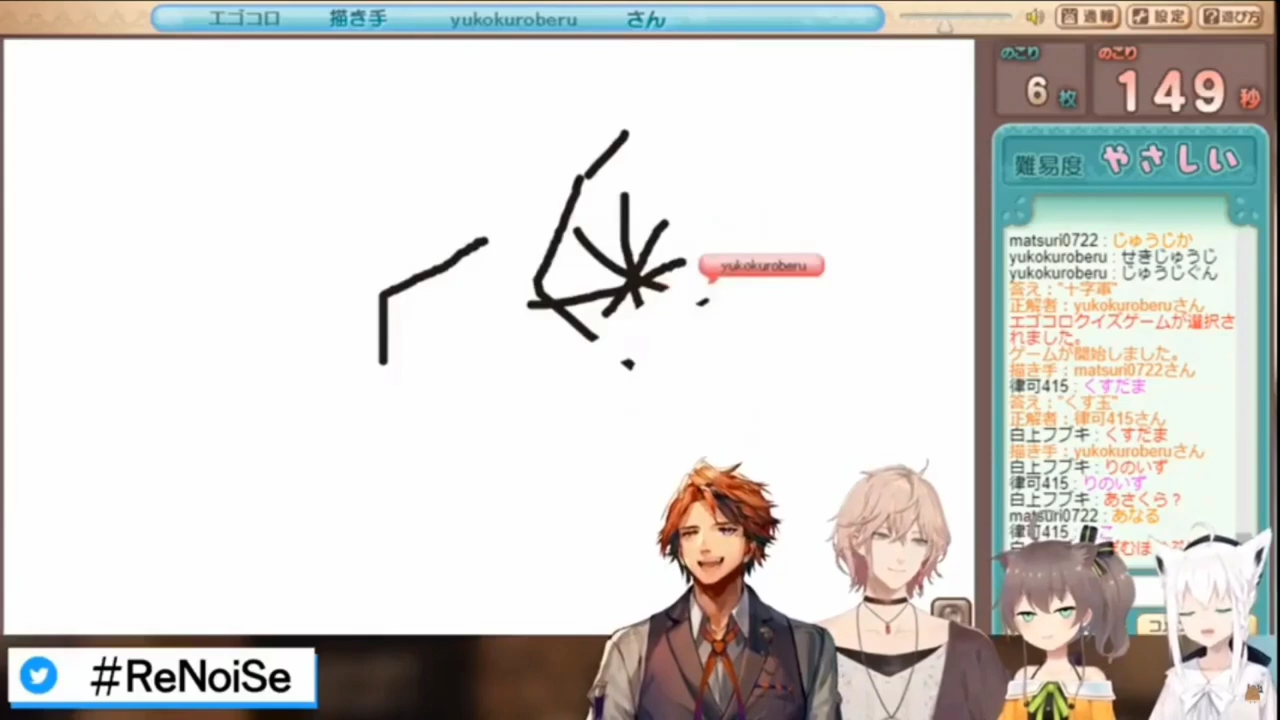 エゴコロ 描き手 yukokuroberu さん
通報
設定
遊び方
のこり
6枚
のこり
149秒
難易度 やさしい
matsuri0722 : じゅうじか
yukokuroberu : せきじゅうじ
yukokuroberu : じゅうじぐん
答え："十字軍"
正解者：yukokuroberuさん
エゴコロクイズゲームが選択さ
れました。
ゲームが開始しました。
描き手：matsuri0722さん
律可415 : くすだま
答え："くす玉"
正解者：律可415さん
白上フブキ : くすだま
描き手：yukokuroberuさん
白上フブキ : りのいず
律可415 : りのいず
白上フブキ : あさくら？
matsuri0722 : あなる
律可415
yukokuroberu
#ReNoiSe